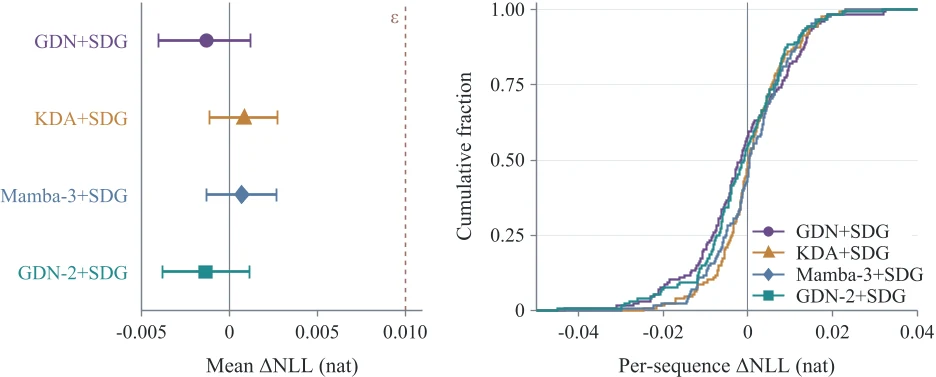 GDN+SDG
KDA+SDG
Mamba-3+SDG
GDN-2+SDG
ε
-0.005
0
0.005
0.010
Mean ΔNLL (nat)
Cumulative fraction
1.00
0.75
0.50
0.25
0
-0.04
-0.02
0
0.02
0.04
Per-sequence ΔNLL (nat)
GDN+SDG
KDA+SDG
Mamba-3+SDG
GDN-2+SDG